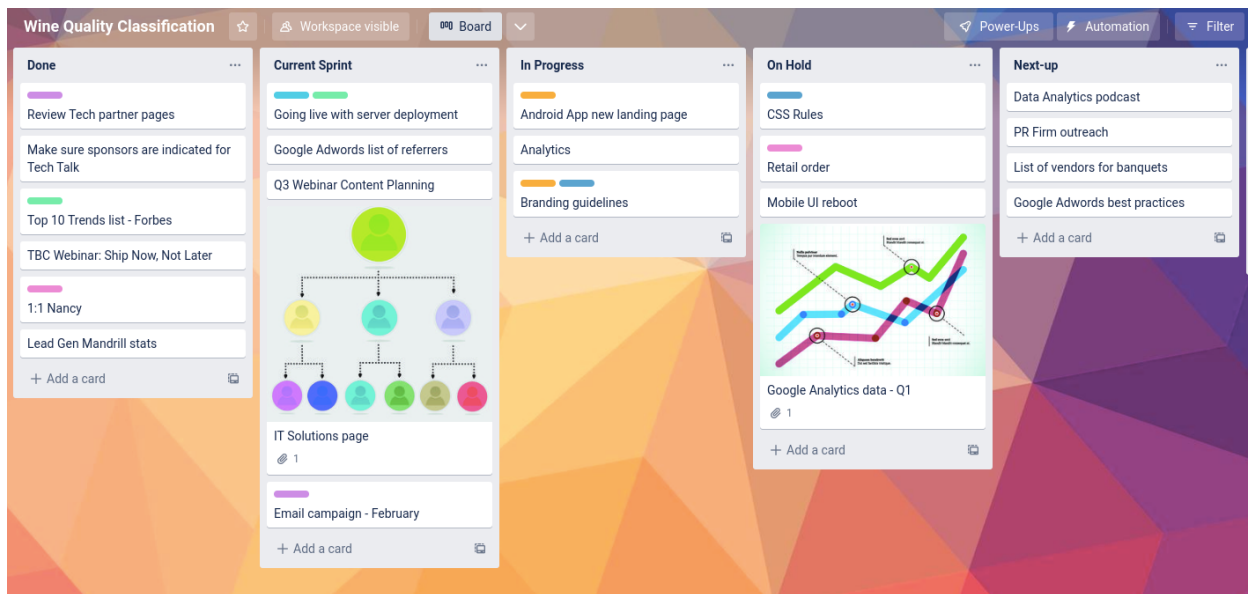 Wine Quality Classification
Workspace visible
Board
Power-Ups
Automation
Filter
Done
Review Tech partner pages
Make sure sponsors are indicated for
Tech Talk
Top 10 Trends list - Forbes
TBC Webinar: Ship Now, Not Later
1:1 Nancy
Lead Gen Mandrill stats
+ Add a card
Current Sprint
Going live with server deployment
Google Adwords list of referrers
Q3 Webinar Content Planning
IT Solutions page
1
Email campaign - February
+ Add a card
In Progress
Android App new landing page
Analytics
Branding guidelines
+ Add a card
On Hold
CSS Rules
Retail order
Mobile UI reboot
Google Analytics data - Q1
1
+ Add a card
Next-up
Data Analytics podcast
PR Firm outreach
List of vendors for banquets
Google Adwords best practices
+ Add a card